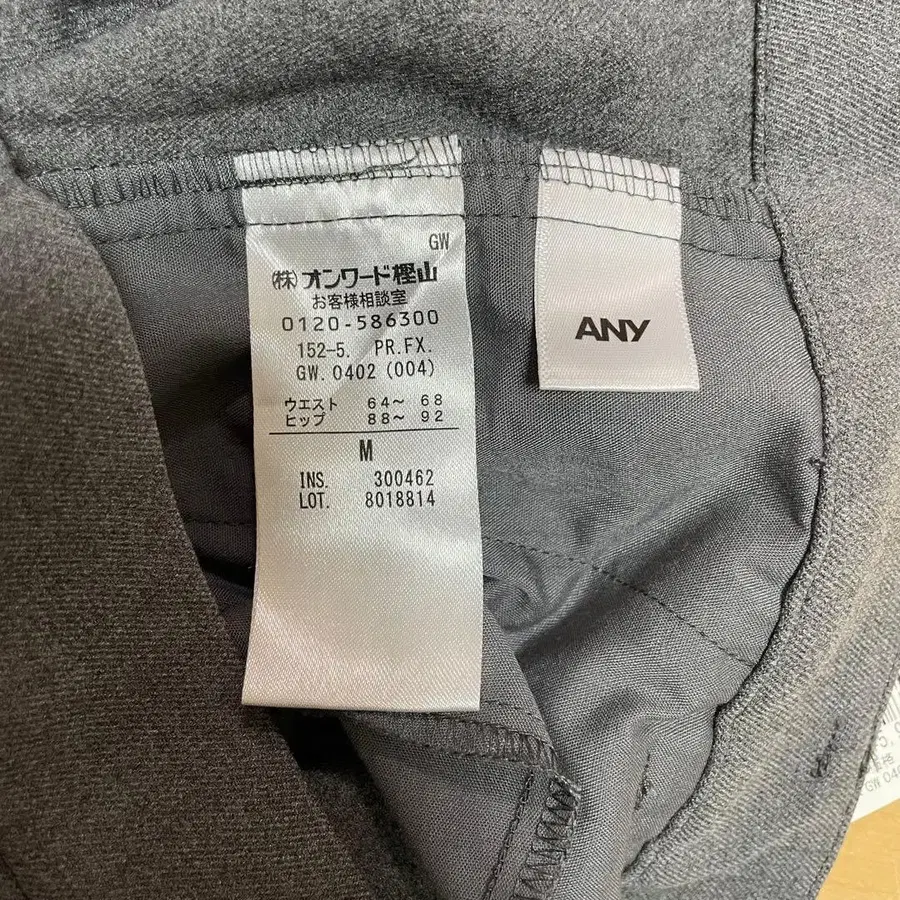 GW
(株)オンワード樫山
お客様相談室
0120-586300
152-5. PR.FX.
GW. 0402 (004)
ウエスト 64～ 68
ヒップ 88～ 92
M
INS. 300462
LOT. 8018814
ANY